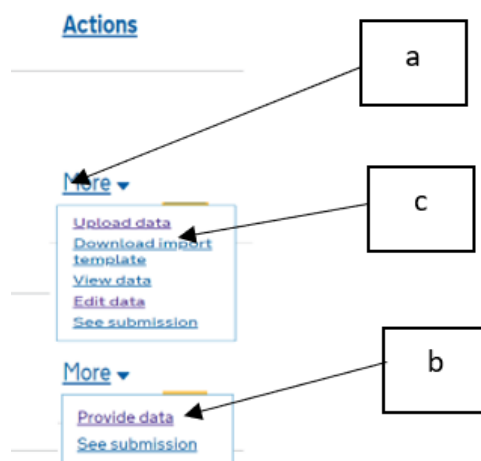 Actions
a
More
Upload data
c
Download import
template
View data
Edit data
See submission
More
b
Provide data
See submission